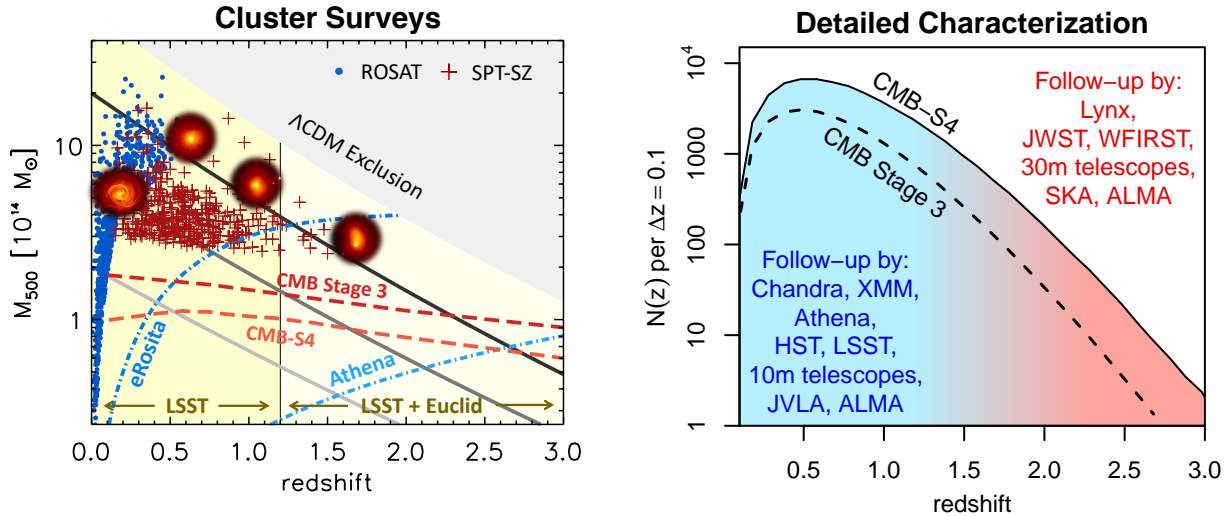 Cluster Surveys
ROSAT
SPT-SZ
ΛCDM Exclusion
CMB Stage 3
CMB-S4
eRosita
Athena
LSST
LSST + Euclid
M500 [10^14 M⊙]
10
1
0.0 0.5 1.0 1.5 2.0 2.5 3.0
redshift
Detailed Characterization
CMB−S4
CMB Stage 3
Follow−up by:
Lynx,
JWST, WFIRST,
30m telescopes,
SKA, ALMA
Follow−up by:
Chandra, XMM,
Athena,
HST, LSST,
10m telescopes,
JVLA, ALMA
N(z) per Δz = 0.1
10^4
1000
100
10
1
0.5 1.0 1.5 2.0 2.5 3.0
redshift